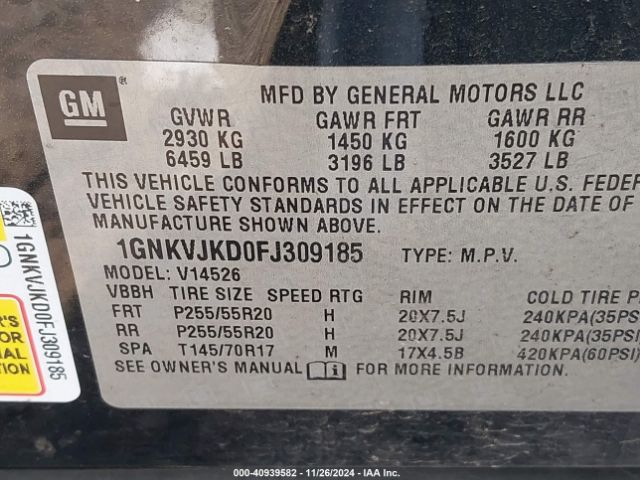 GM ®
MFD BY GENERAL MOTORS LLC
GVWR GAWR FRT GAWR RR
2930 KG 1450 KG 1600 KG
6459 LB 3196 LB 3527 LB
THIS VEHICLE CONFORMS TO ALL APPLICABLE U.S. FEDER
VEHICLE SAFETY STANDARDS IN EFFECT ON THE DATE OF
MANUFACTURE SHOWN ABOVE.
1GNKVJKD0FJ309185 TYPE: M.P.V.
MODEL: V14526
VBBH TIRE SIZE SPEED RTG RIM COLD TIRE P
FRT P255/55R20 H 20X7.5J 240KPA(35PSI
RR P255/55R20 H 20X7.5J 240KPA(35PSI)
SPA T145/70R17 M 17X4.5B 420KPA(60PSI)
SEE OWNER'S MANUAL i FOR MORE INFORMATION.
1GNKVJKD0FJ309185
R'S
FOR
NAL
TION
000-40939582 - 11/26/2024 - IAA Inc.